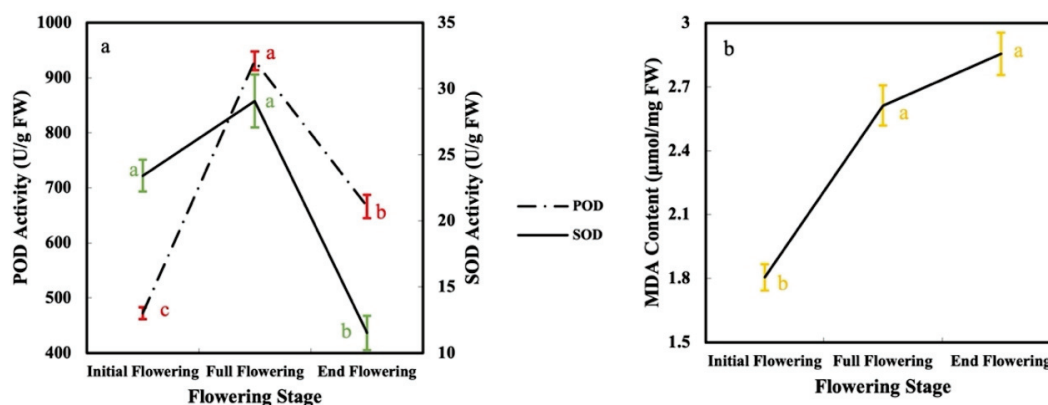 a
1000
900
800
700
600
500
400
POD Activity (U/g FW)
35
30
25
20
15
10
SOD Activity (U/g FW)
a
a
a
b
c
b
Initial Flowering Full Flowering End Flowering
Flowering Stage
POD
SOD
b
3
2.7
2.4
2.1
1.8
1.5
MDA Content (μmol/mg FW)
a
a
b
Initial Flowering Full Flowering End Flowering
Flowering Stage